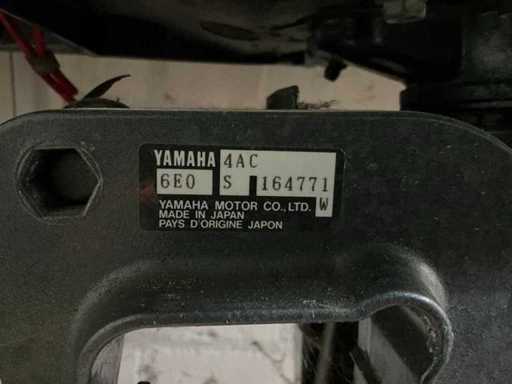 YAMAHA 4AC
6E0 S 164771
YAMAHA MOTOR CO., LTD. W
MADE IN JAPAN
PAYS D'ORIGINE JAPON